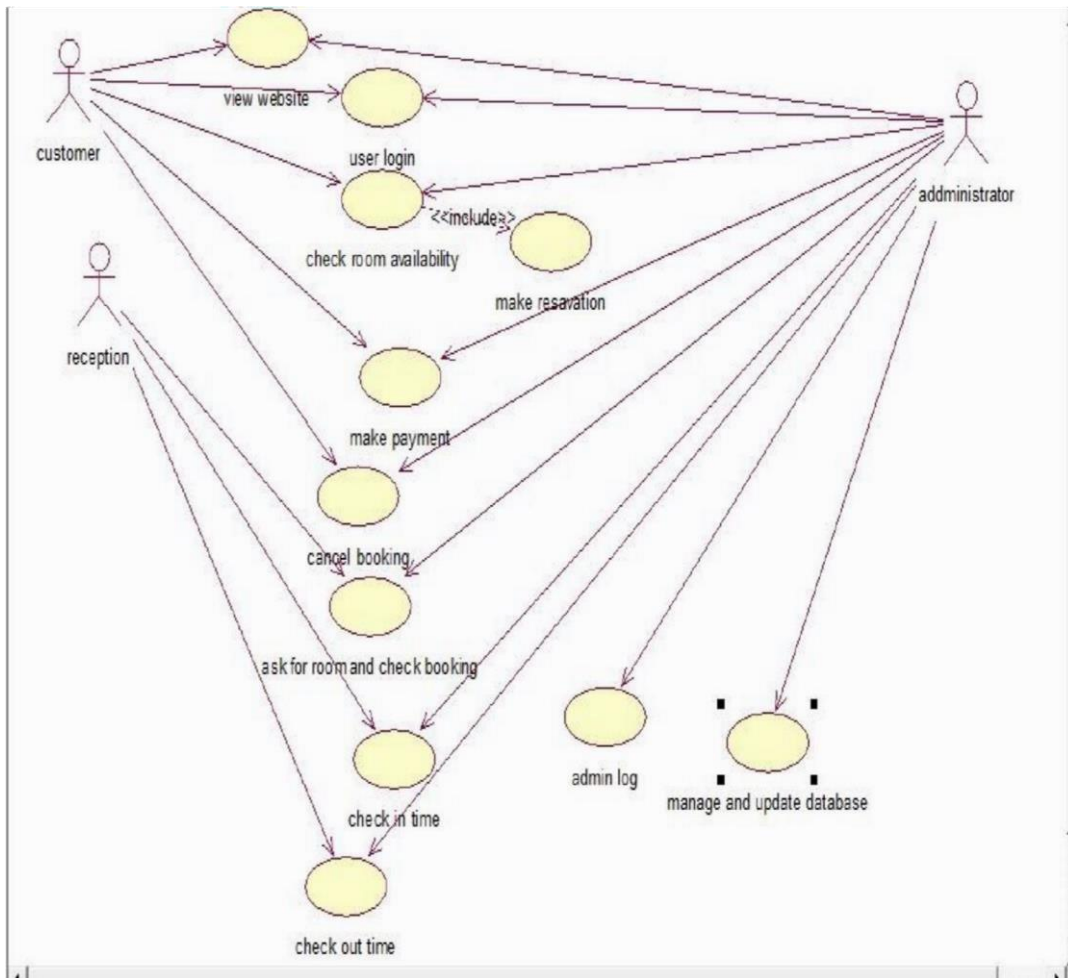 view website
customer
user login
addministrator
<<include>>
check room availability
make resavation
reception
make payment
cancel booking
ask for room and check booking
admin log
manage and update database
check in time
check out time